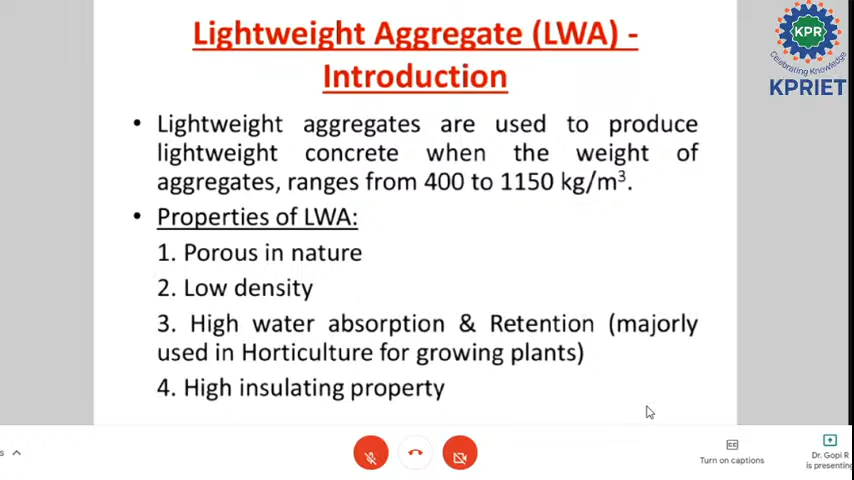 Lightweight Aggregate (LWA) -
Introduction
KPR
Celebrating Knowledge
KPRIET
• Lightweight aggregates are used to produce
lightweight concrete when the weight of
aggregates, ranges from 400 to 1150 kg/m³.
• Properties of LWA:
1. Porous in nature
2. Low density
3. High water absorption & Retention (majorly
used in Horticulture for growing plants)
4. High insulating property
s
CC
Turn on captions
Dr. Gopi R
is presenting